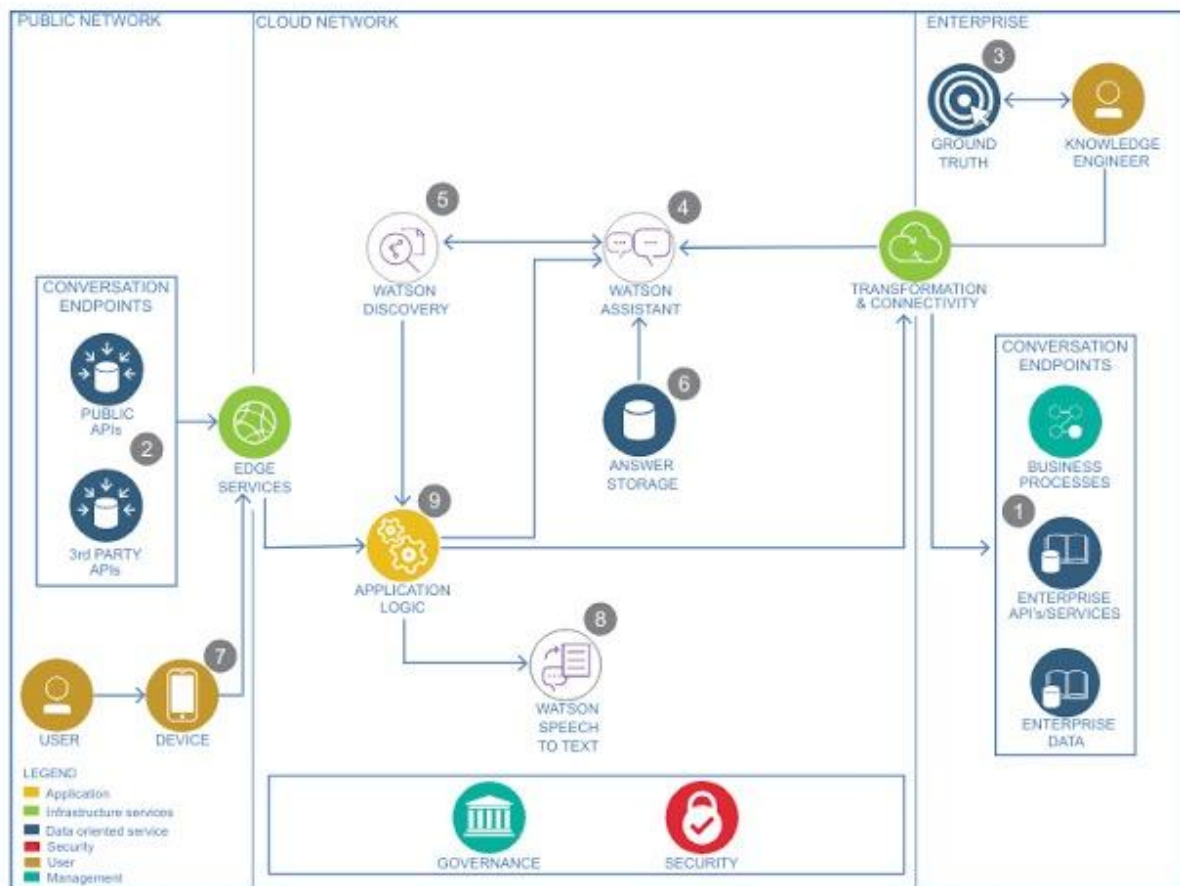 PUBLIC NETWORK
CLOUD NETWORK
ENTERPRISE
3
GROUND
TRUTH
KNOWLEDGE
ENGINEER
5
WATSON
DISCOVERY
4
WATSON
ASSISTANT
TRANSFORMATION
& CONNECTIVITY
CONVERSATION
ENDPOINTS
PUBLIC
APIs
2
3rd PARTY
APIs
EDGE
SERVICES
6
ANSWER
STORAGE
CONVERSATION
ENDPOINTS
BUSINESS
PROCESSES
1
ENTERPRISE
API's/SERVICES
ENTERPRISE
DATA
9
APPLICATION
LOGIC
8
WATSON
SPEECH
TO TEXT
USER
7
DEVICE
LEGEND
Application
Infrastructure services
Data oriented service
Security
User
Management
GOVERNANCE
SECURITY